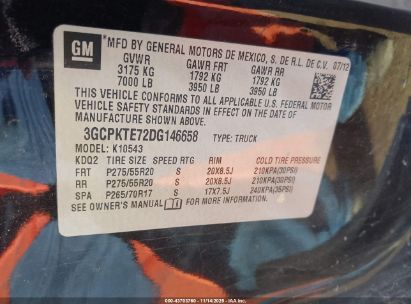 GM *MFD BY GENERAL MOTORS DE MEXICO, S. DE R.L. DE C.V. 07/12
GVWR GAWR FRT GAWR RR
3175 KG 1792 KG 1792 KG
7000 LB 3950 LB 3950 LB
THIS VEHICLE CONFORMS TO ALL APPLICABLE U.S. FEDERAL MOTOR
VEHICLE SAFETY STANDARDS IN EFFECT ON THE DATE OF
MANUFACTURE SHOWN ABOVE.
3GCPKTE72DG146658 TYPE: TRUCK
MODEL: K10543
KDQ2 TIRE SIZE SPEED RTG RIM COLD TIRE PRESSURE
FRT P275/55R20 S 20X8.5J 210KPA(30PSI)
RR P275/55R20 S 20X8.5J 210KPA(30PSI)
SPA P265/70R17 S 17X7.5J 240KPA(35PSI)
SEE OWNER'S MANUAL FOR ADDITIONAL INFORMATION.